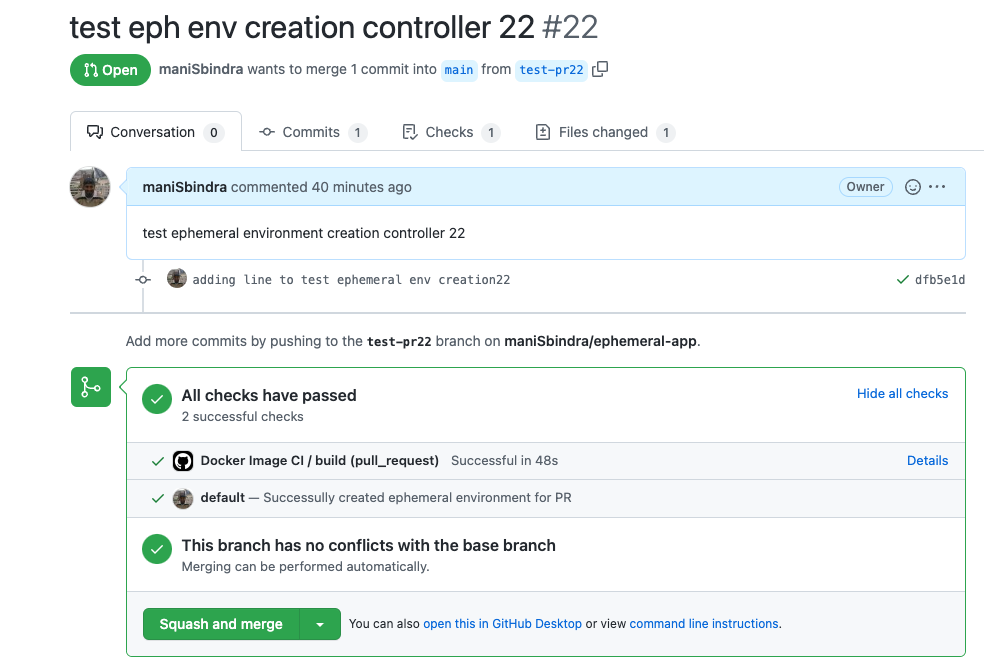 test eph env creation controller 22 #22
Open maniSbindra wants to merge 1 commit into main from test-pr22
Conversation 0 Commits 1 Checks 1 Files changed 1
maniSbindra commented 40 minutes ago Owner
test ephemeral environment creation controller 22
adding line to test ephemeral env creation22 dfb5e1d
Add more commits by pushing to the test-pr22 branch on maniSbindra/ephemeral-app.
All checks have passed Hide all checks
2 successful checks
Docker Image CI / build (pull_request) Successful in 48s Details
default — Successully created ephemeral environment for PR
This branch has no conflicts with the base branch
Merging can be performed automatically.
Squash and merge You can also open this in GitHub Desktop or view command line instructions.